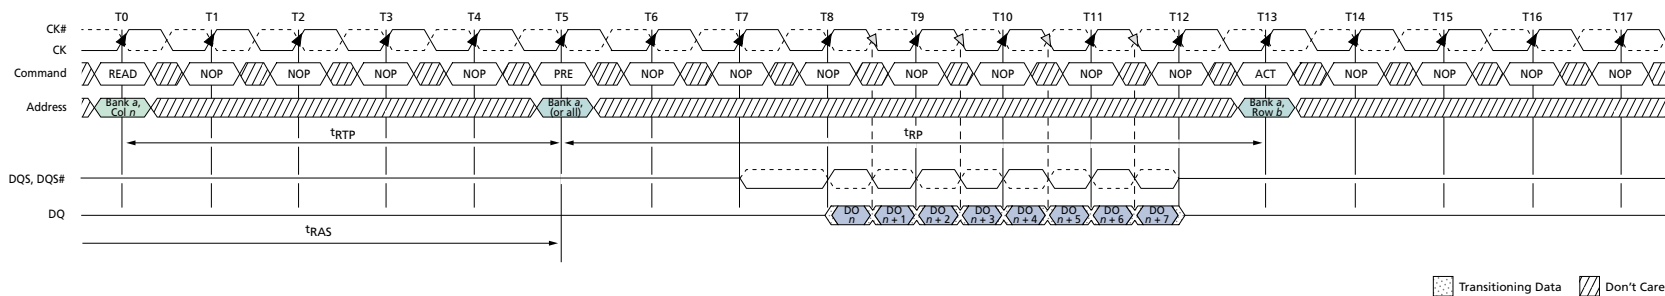 T0 T1 T2 T3 T4 T5 T6 T7 T8 T9 T10 T11 T12 T13 T14 T15 T16 T17
CK#
CK
Command READ NOP NOP NOP NOP PRE NOP NOP NOP NOP NOP NOP NOP ACT NOP NOP NOP NOP
Address Bank a, Col n Bank a, (or all) Bank a, Row b
tRTP tRP
DQS, DQS#
DQ DO n DO n + 1 DO n + 2 DO n + 3 DO n + 4 DO n + 5 DO n + 6 DO n + 7
tRAS
Transitioning Data Don't Care